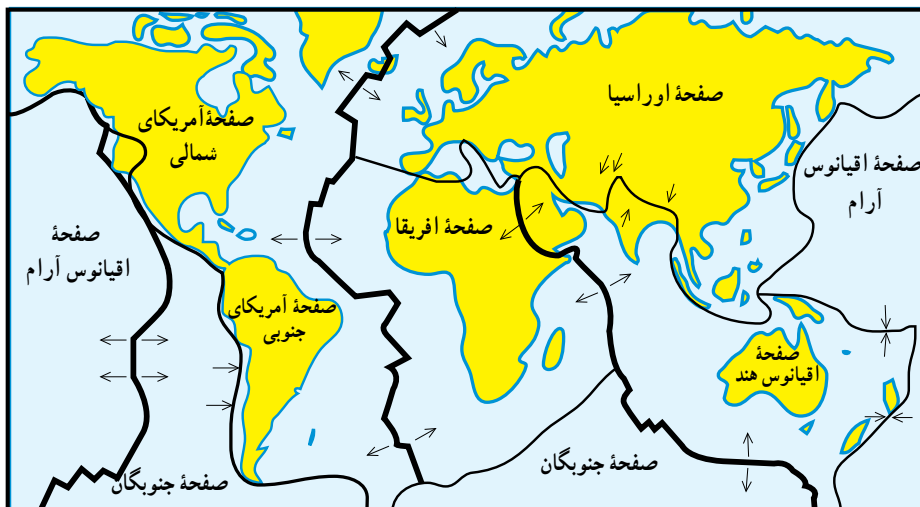 صفحهٔ اوراسیا
صفحهٔ آمریکای
شمالی
صفحهٔ اقیانوس
آرام
صفحهٔ افریقا
صفحهٔ
اقیانوس آرام
صفحهٔ آمریکای
جنوبی
صفحهٔ
اقیانوس هند
صفحهٔ جنوبگان
صفحهٔ جنوبگان